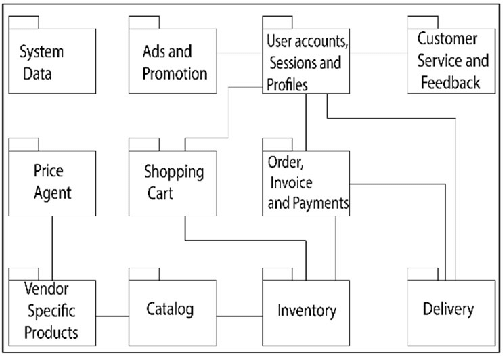 System
Data
Ads and
Promotion
User accounts,
Sessions and
Profiles
Customer
Service and
Feedback
Price
Agent
Shopping
Cart
Order,
Invoice
and Payments
Vendor
Specific
Products
Catalog
Inventory
Delivery